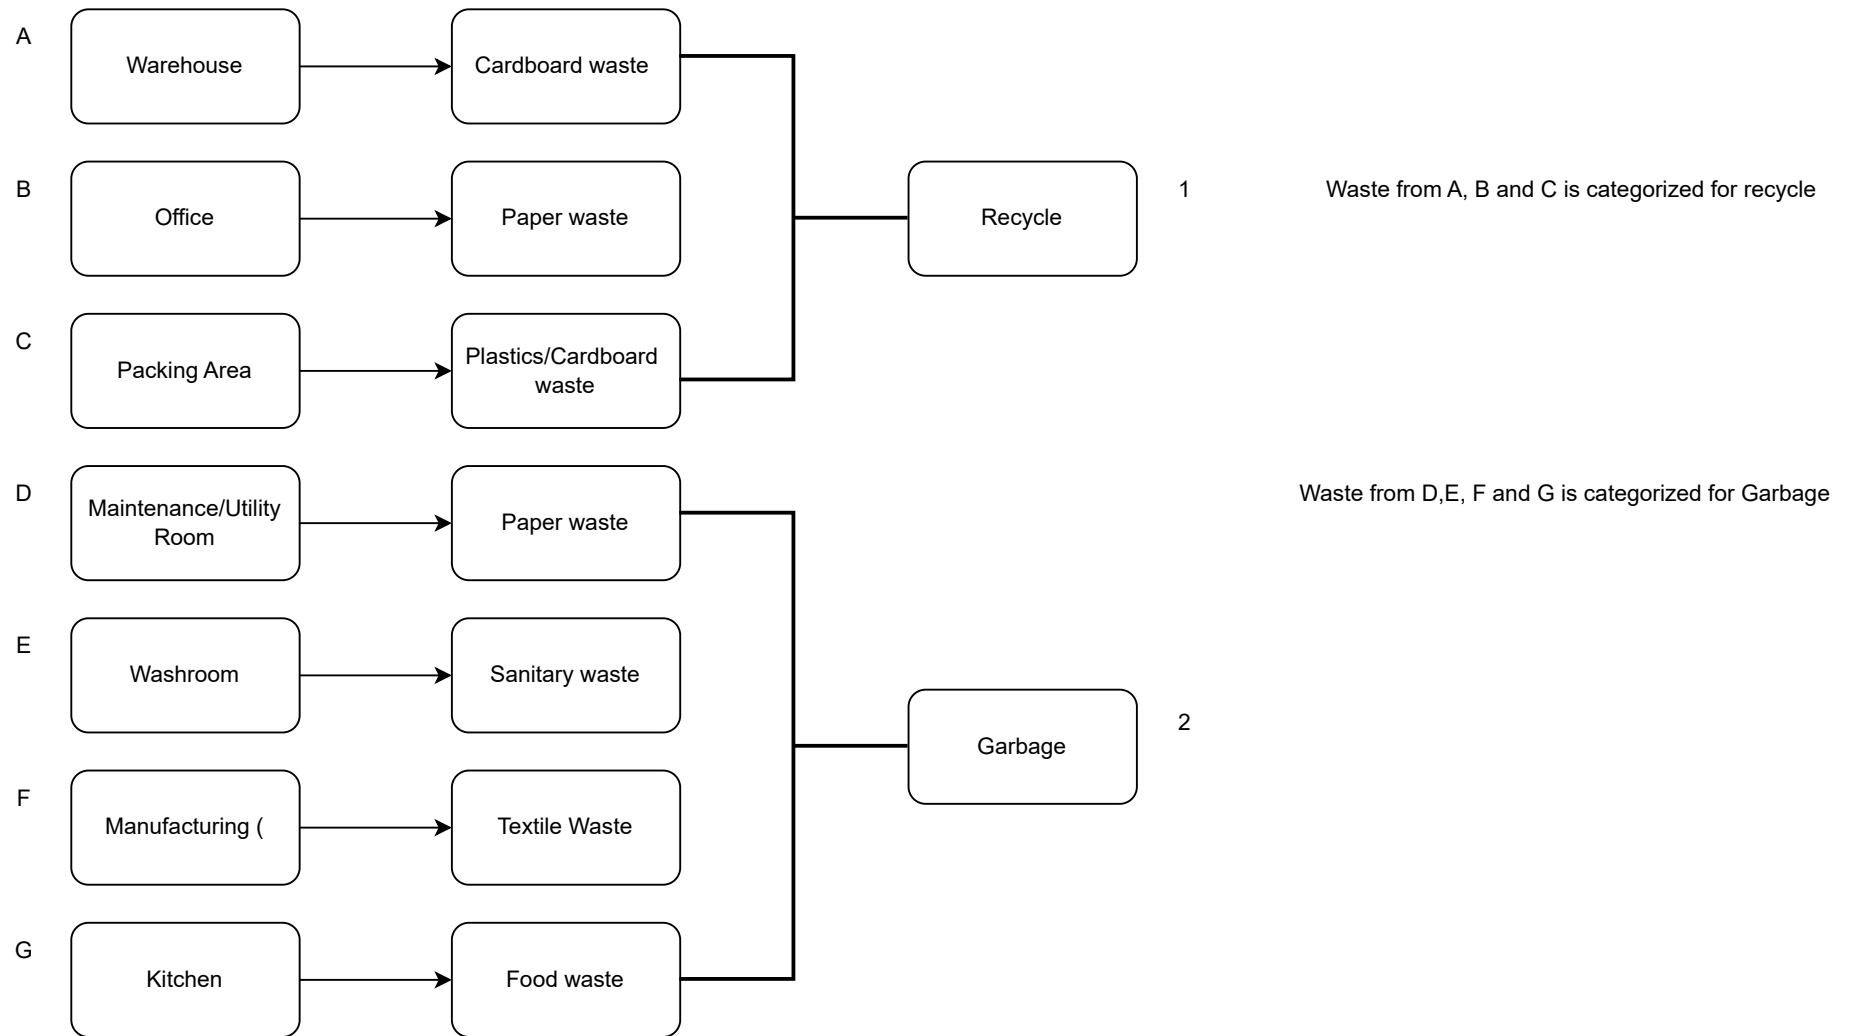 A
Warehouse
Cardboard waste
B
Office
Paper waste
Recycle
1
Waste from A, B and C is categorized for recycle
C
Packing Area
Plastics/Cardboard
waste
D
Maintenance/Utility
Room
Paper waste
Waste from D,E, F and G is categorized for Garbage
E
Washroom
Sanitary waste
Garbage
2
F
Manufacturing (
Textile Waste
G
Kitchen
Food waste